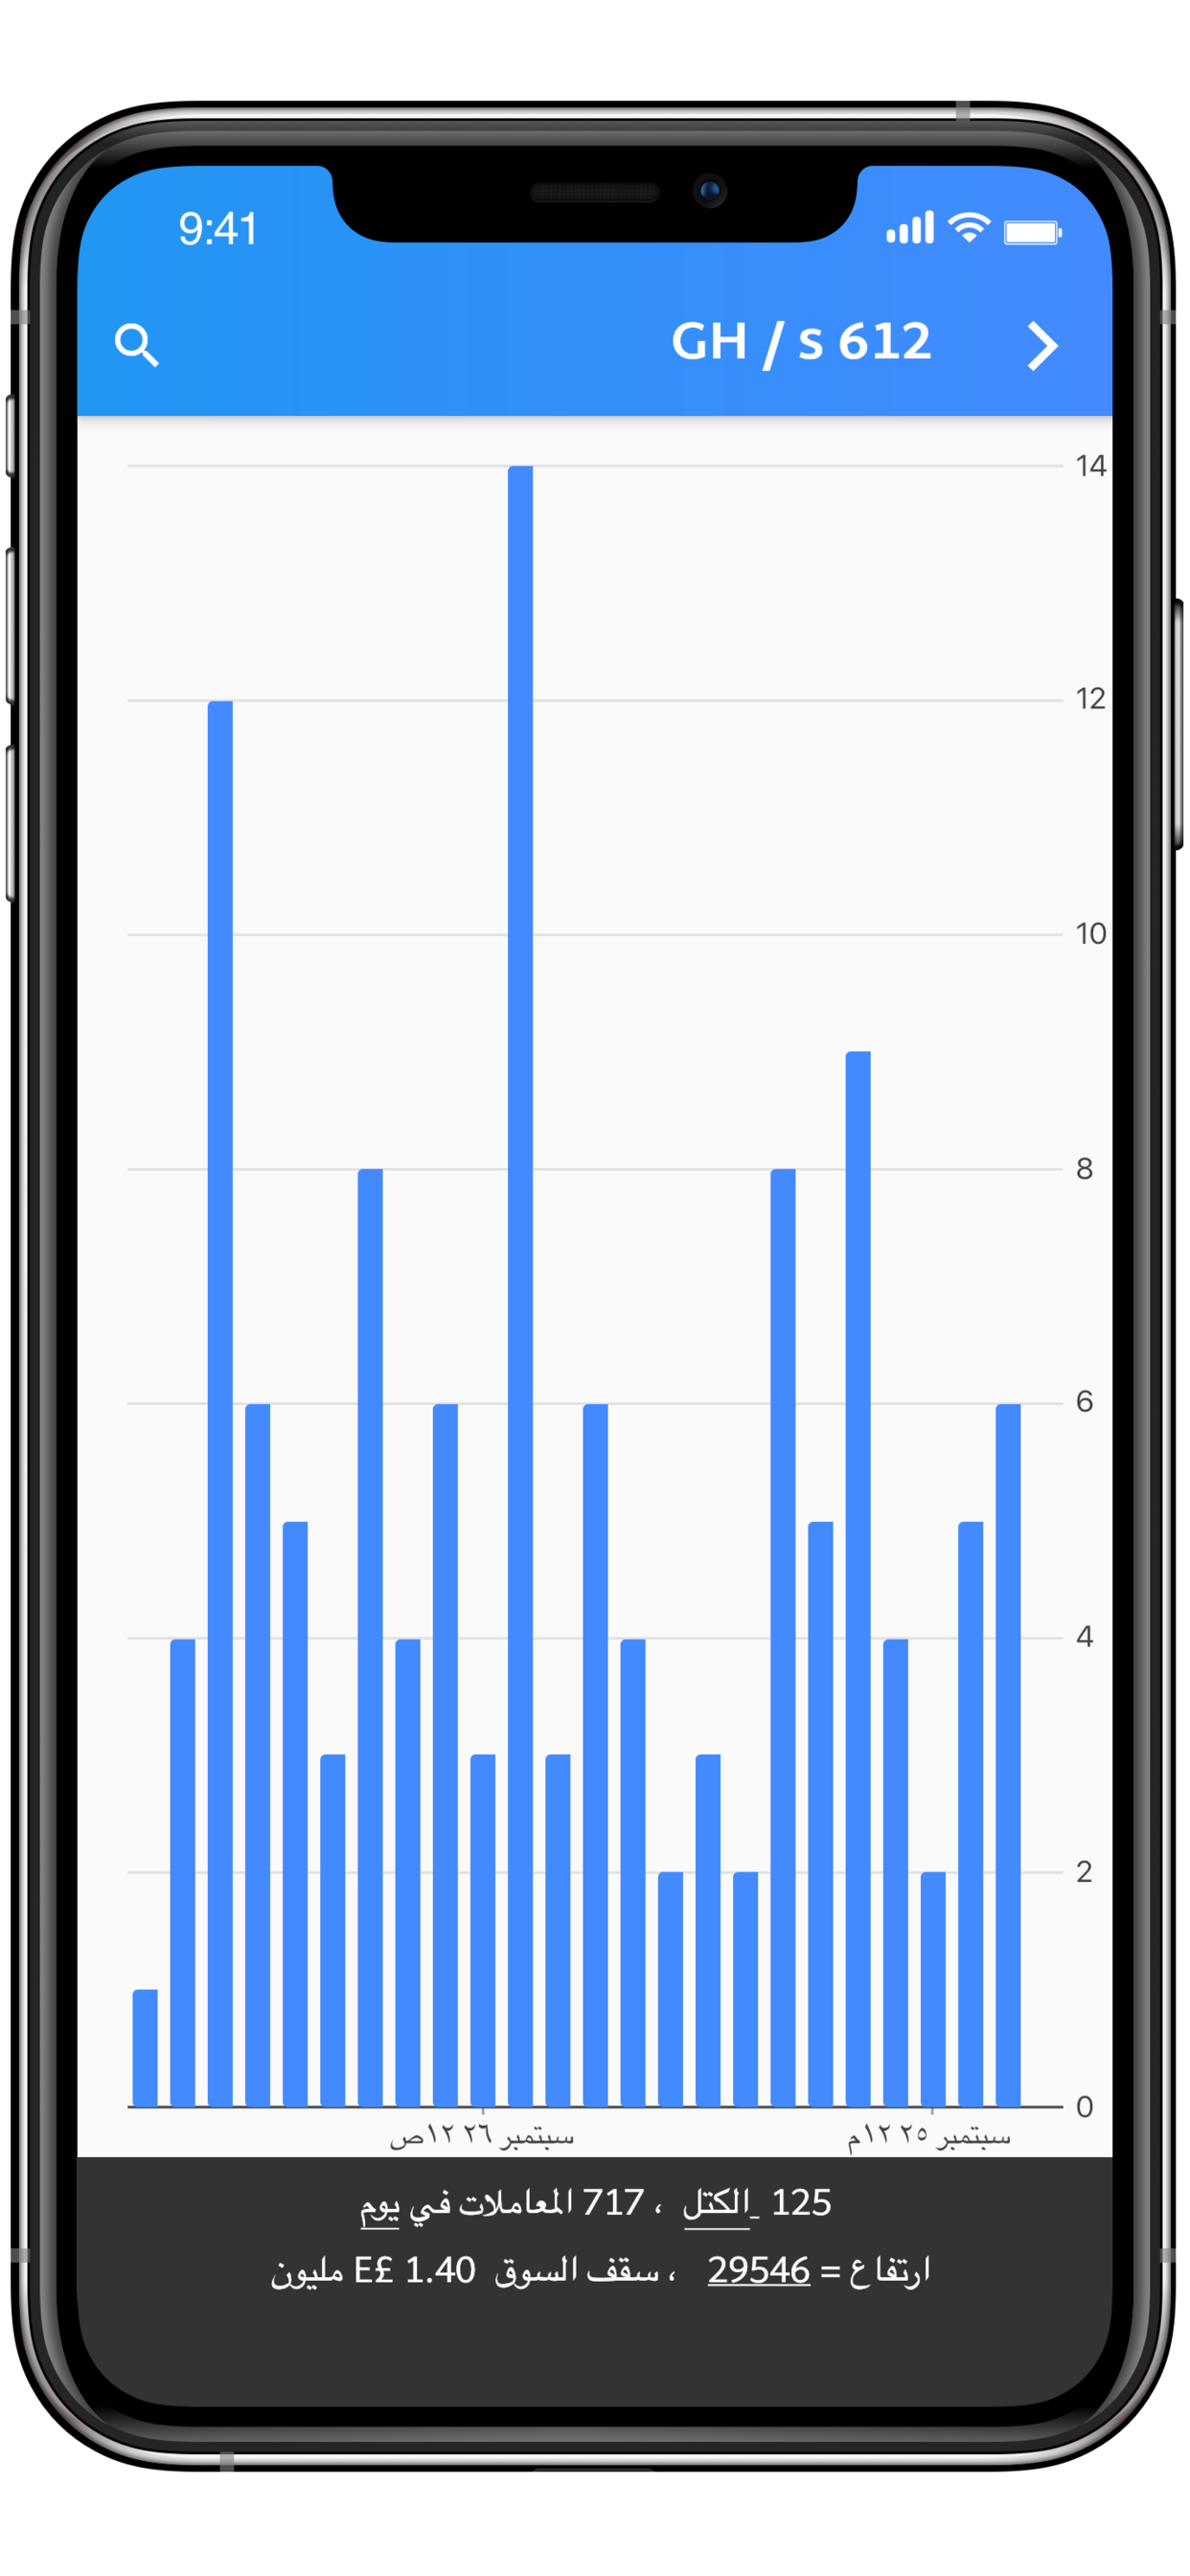 9:41
GH / s 612
14
12
10
8
6
4
2
0
سبتمبر ٢٥ ١٢م
سبتمبر ٢٦ ١٢ص
125 _الكتل ، 717 المعاملات في يوم
ارتفاع = 29546 ، سقف السوق E£ 1.40 مليون